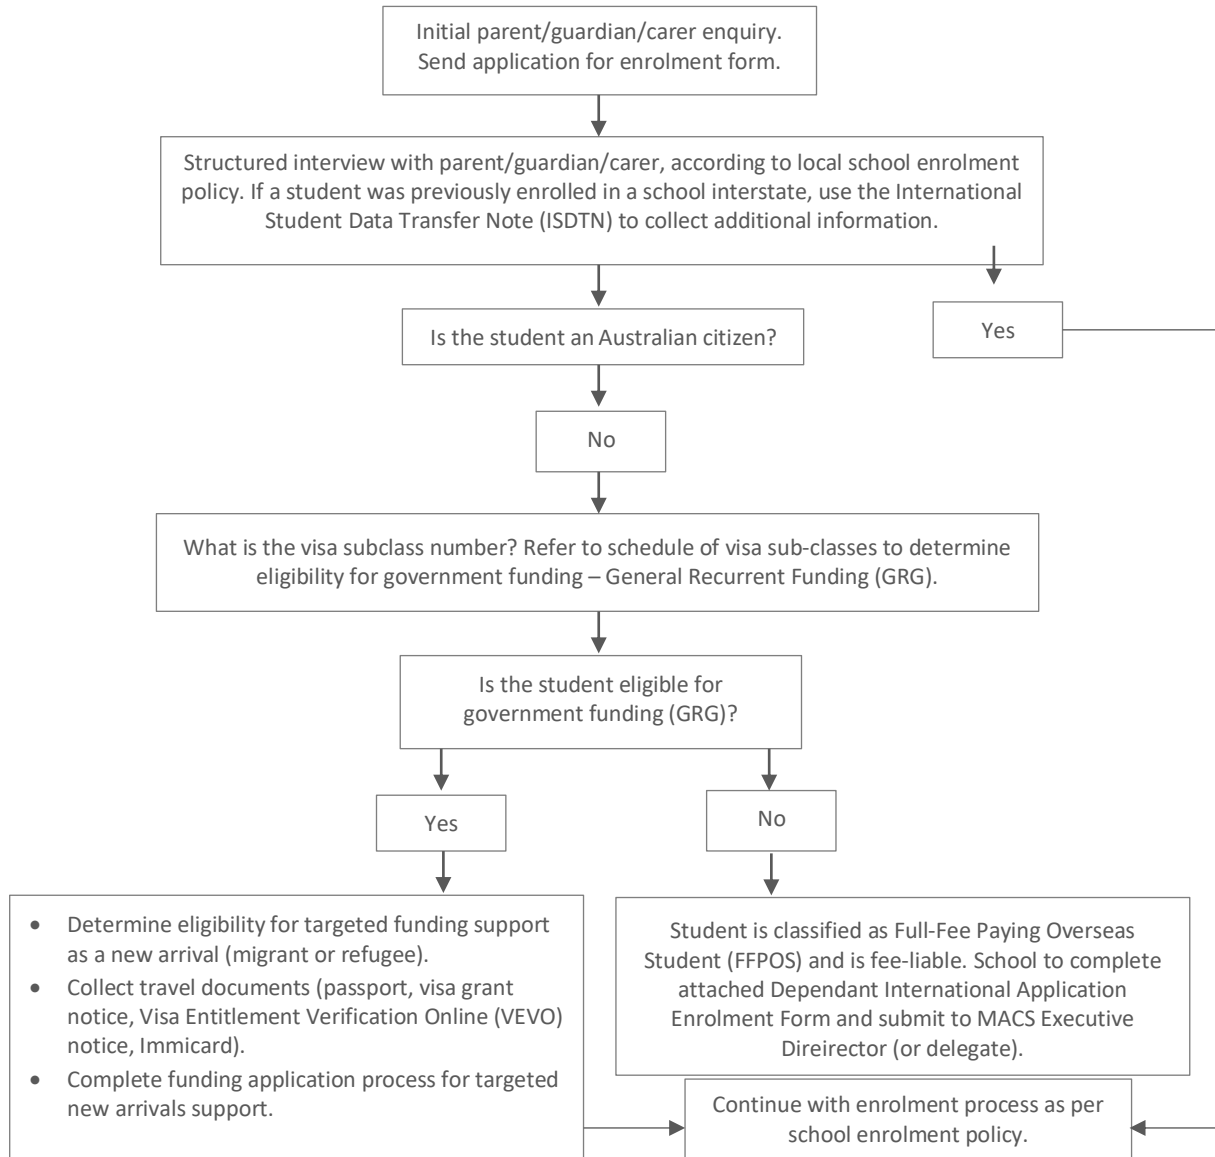 Initial parent/guardian/carer enquiry.
Send application for enrolment form.
Structured interview with parent/guardian/carer, according to local school enrolment
policy. If a student was previously enrolled in a school interstate, use the International
Student Data Transfer Note (ISDTN) to collect additional information.
Is the student an Australian citizen?
Yes
No
What is the visa subclass number? Refer to schedule of visa sub-classes to determine
eligibility for government funding – General Recurrent Funding (GRG).
Is the student eligible for
government funding (GRG)?
Yes
No
• Determine eligibility for targeted funding support
as a new arrival (migrant or refugee).
• Collect travel documents (passport, visa grant
notice, Visa Entitlement Verification Online (VEVO)
notice, Immicard).
• Complete funding application process for targeted
new arrivals support.
Student is classified as Full-Fee Paying Overseas
Student (FFPOS) and is fee-liable. School to complete
attached Dependant International Application
Enrolment Form and submit to MACS Executive
Direirector (or delegate).
Continue with enrolment process as per
school enrolment policy.